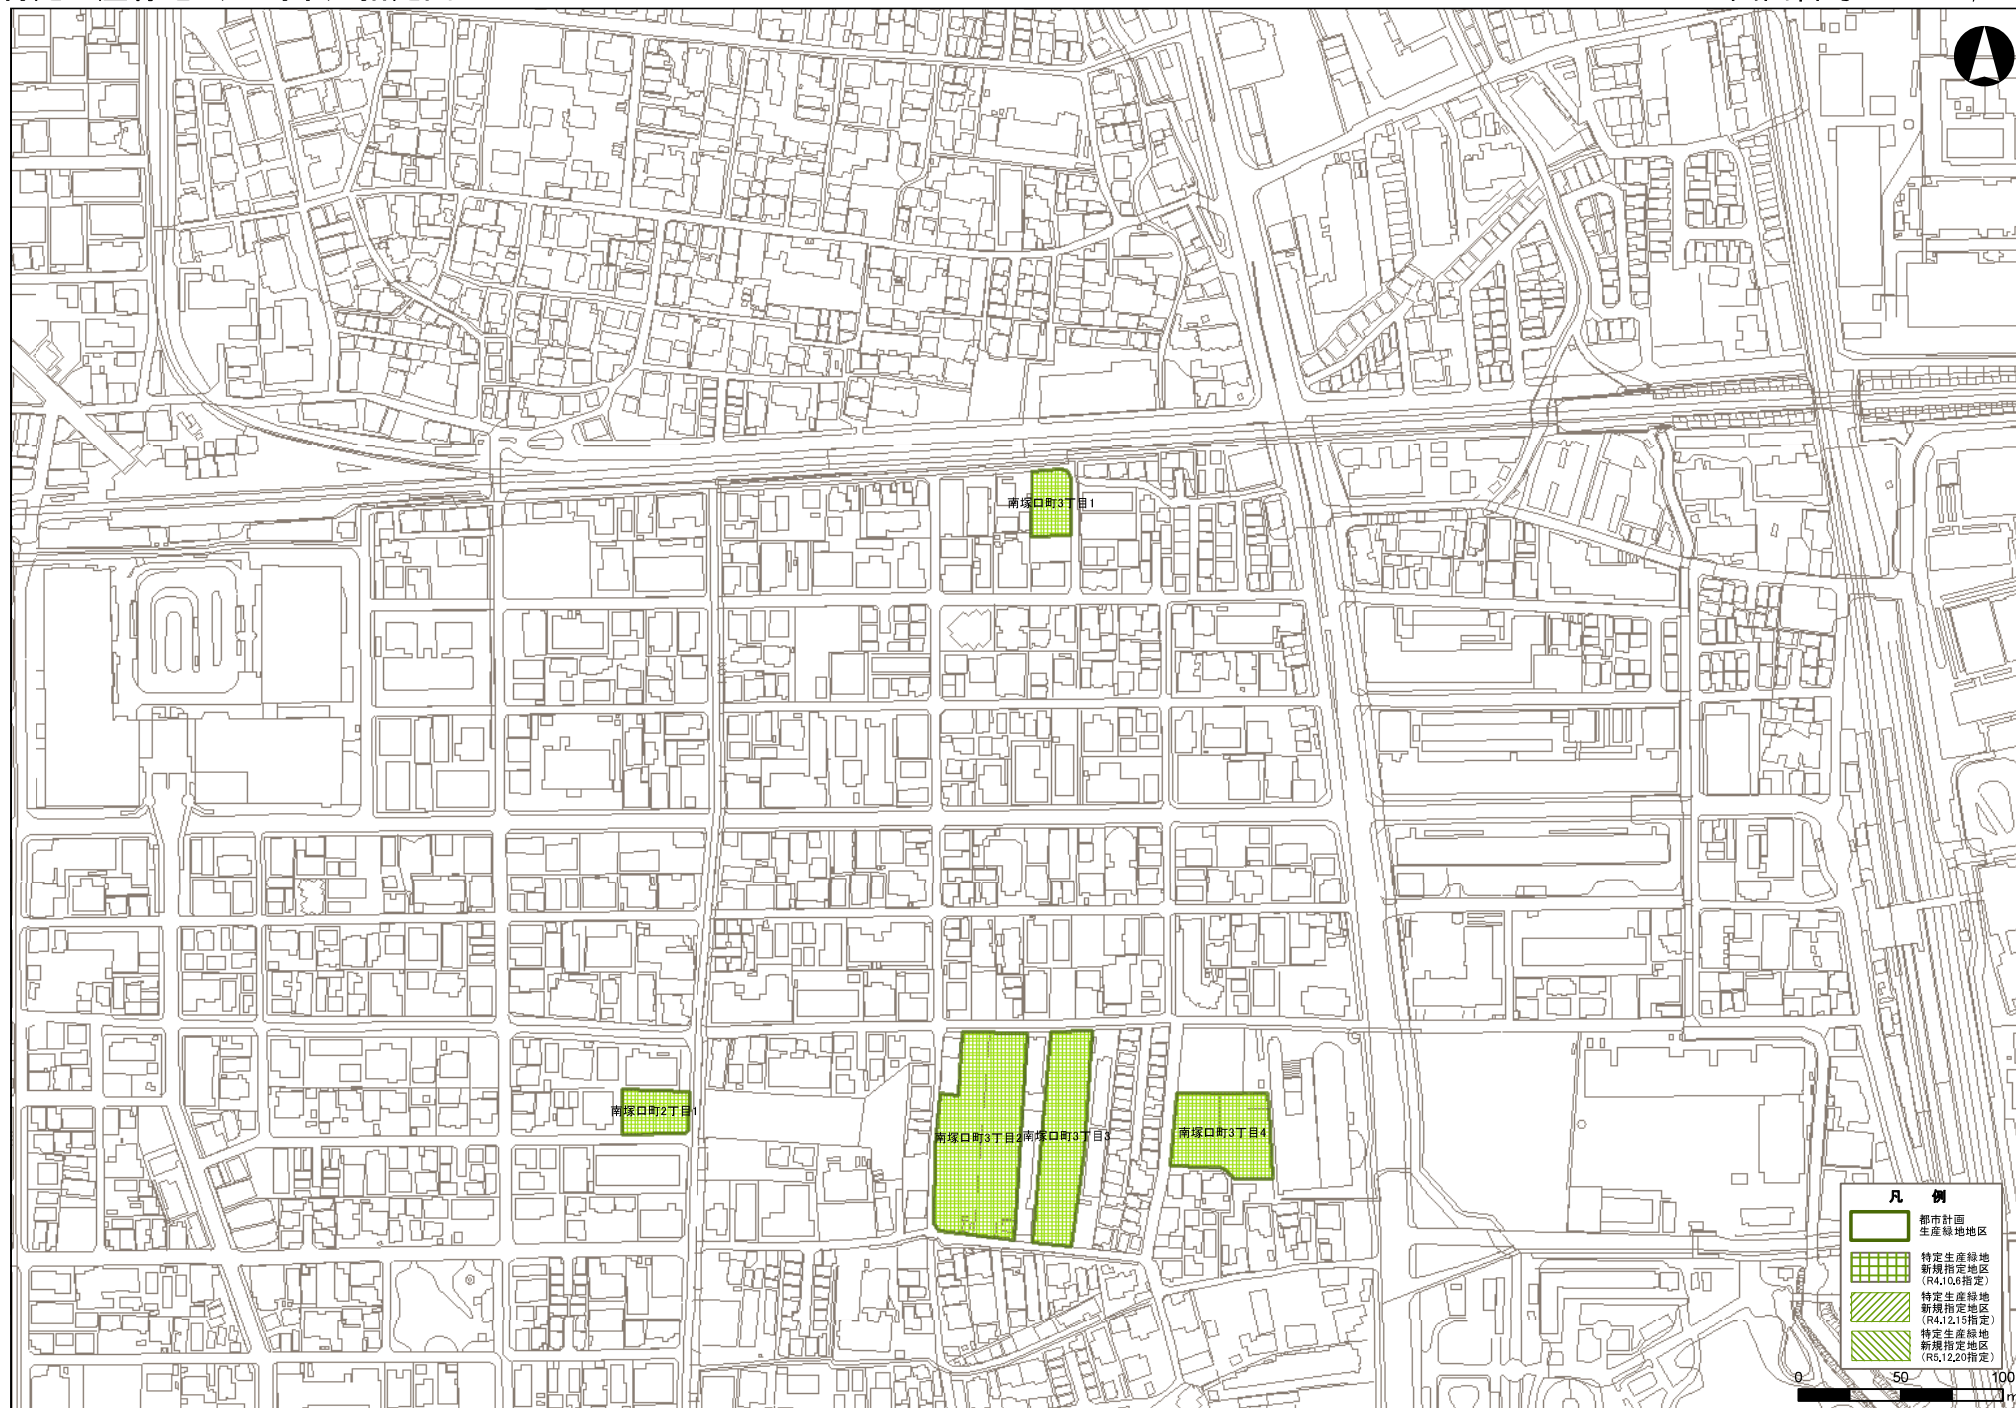 南塚口町3丁目1
南塚口町2丁目1
南塚口町3丁目2
南塚口町3丁目3
南塚口町3丁目4
凡 例
都市計画
生産緑地地区
特定生産緑地
新規指定地区
(R4.10.6指定)
特定生産緑地
新規指定地区
(R4.12.15指定)
特定生産緑地
新規指定地区
(R5.12.20指定)
0 50 100
m